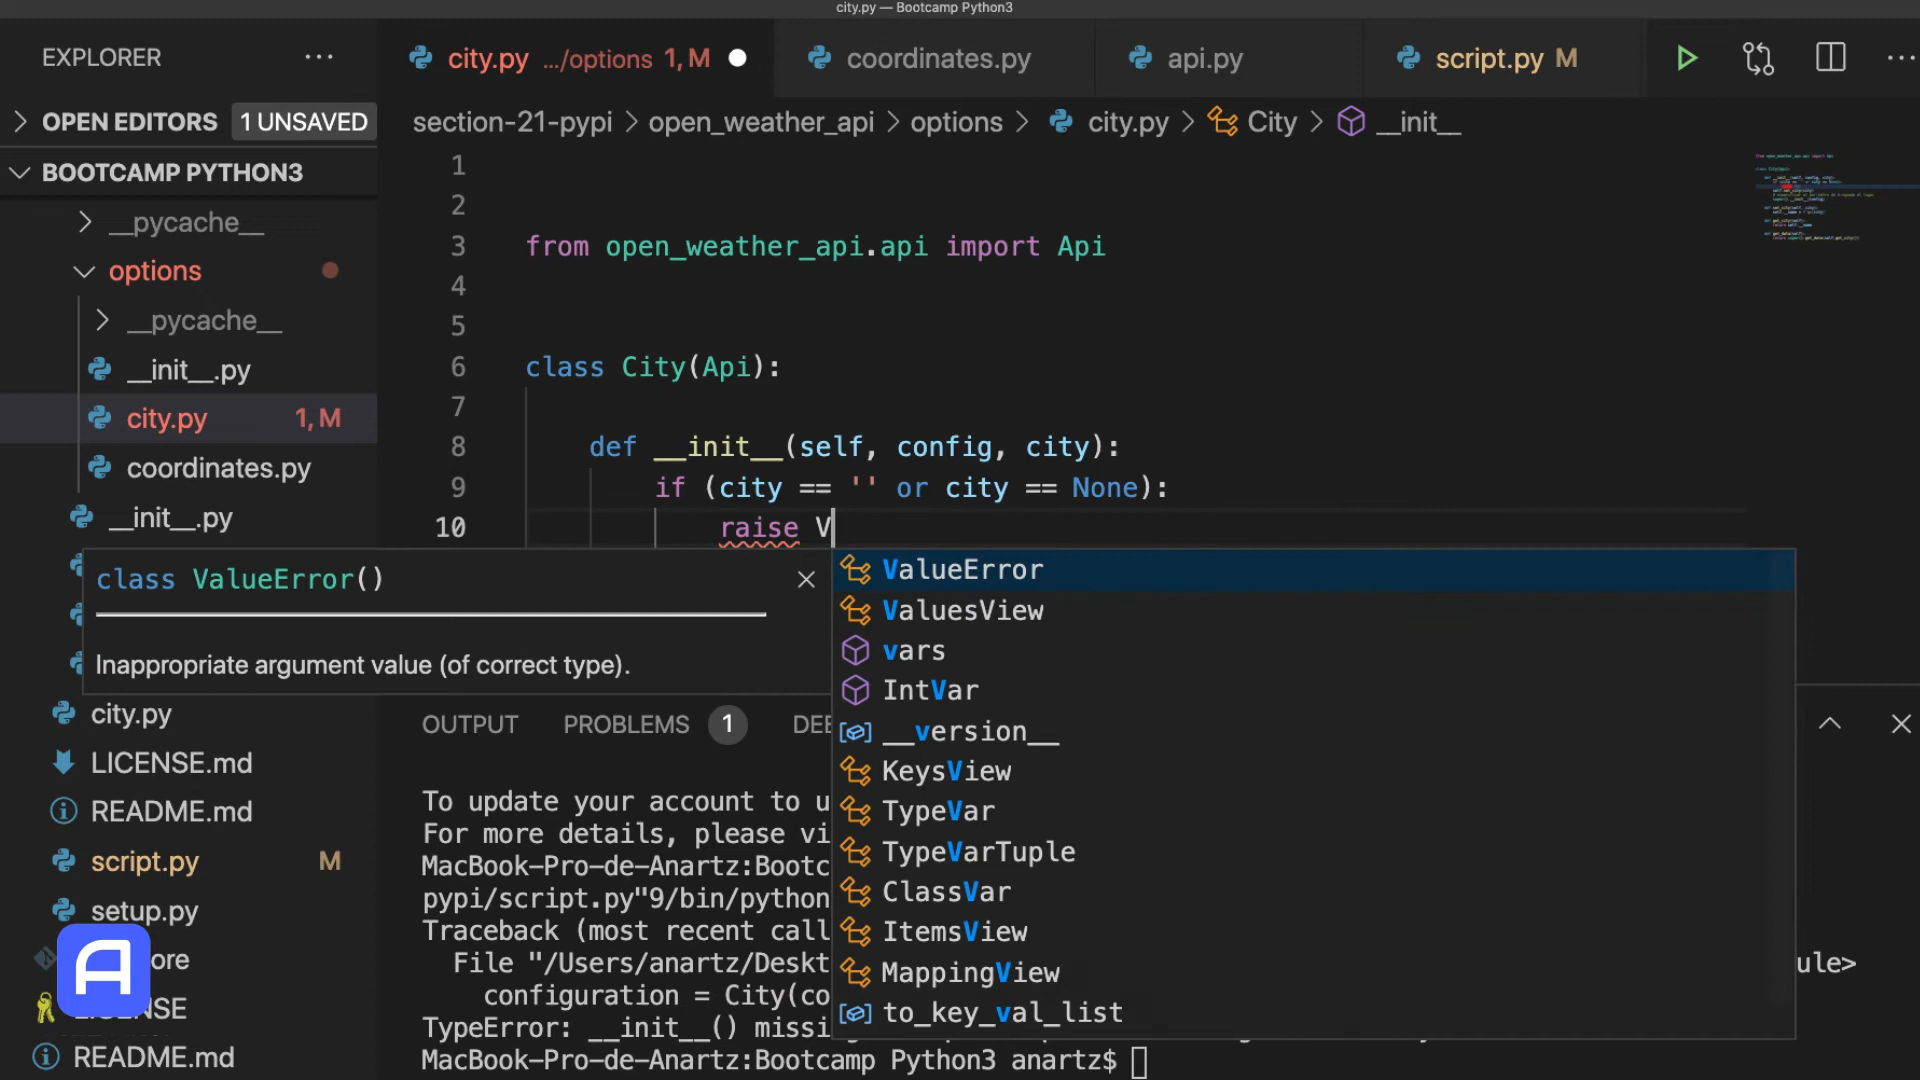 city.py — Bootcamp Python3
EXPLORER
city.py .../options 1, M
coordinates.py
api.py
script.py M
OPEN EDITORS 1 UNSAVED
section-21-pypi > open_weather_api > options > city.py > City > __init__
BOOTCAMP PYTHON3
__pycache__
options
__pycache__
__init__.py
city.py 1, M
coordinates.py
__init__.py
city.py
LICENSE.md
README.md
script.py M
setup.py
ore
README.md
1
2
3 from open_weather_api.api import Api
4
5
6 class City(Api):
7
8 def __init__(self, config, city):
9 if (city == '' or city == None):
10 raise V
class ValueError()
Inappropriate argument value (of correct type).
ValueError
ValuesView
vars
IntVar
__version__
KeysView
TypeVar
TypeVarTuple
ClassVar
ItemsView
MappingView
to_key_val_list
OUTPUT PROBLEMS 1 DEB
To update your account to u
For more details, please vi
MacBook-Pro-de-Anartz:Bootc
pypi/script.py"9/bin/python
Traceback (most recent call
File "/Users/anartz/Deskt ule>
configuration = City(co
TypeError: __init__() missi
MacBook-Pro-de-Anartz:Bootcamp Python3 anartz$